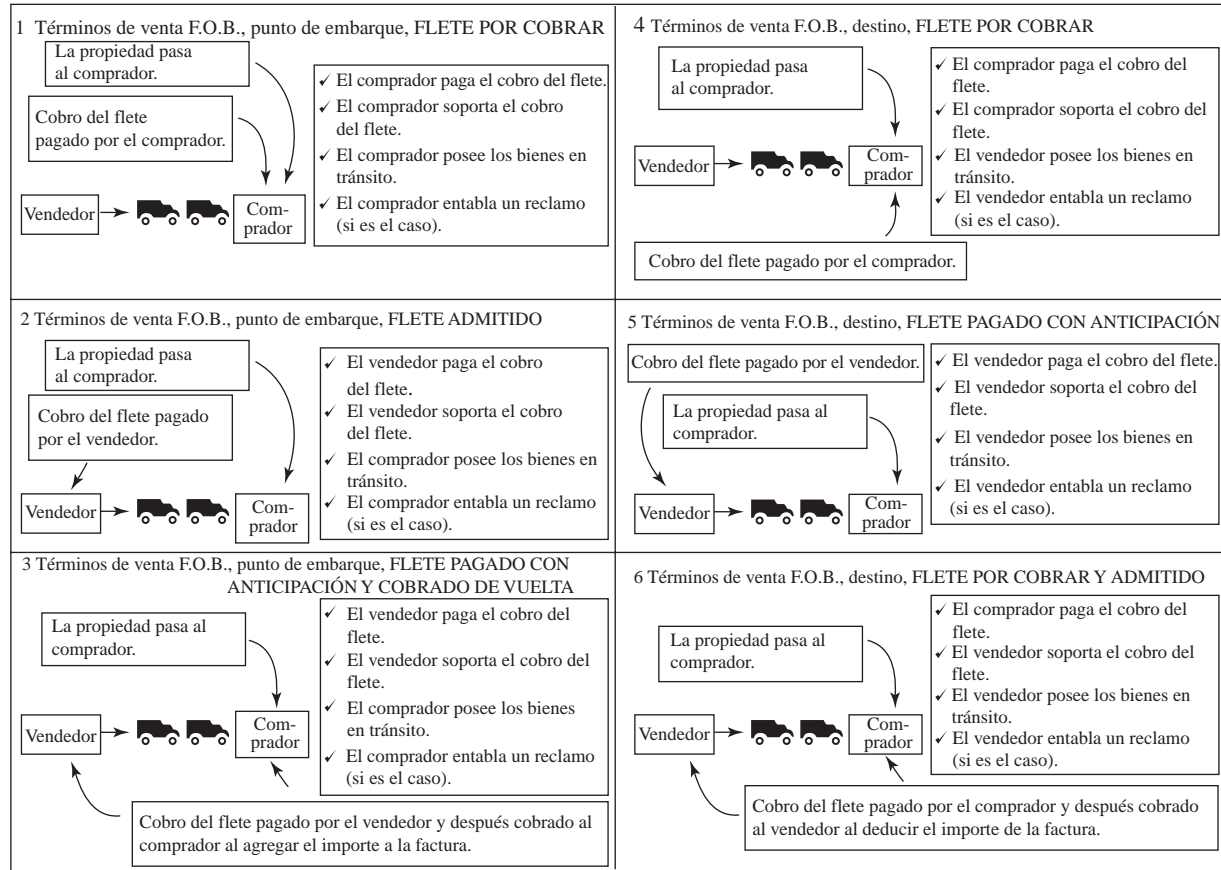 1 Términos de venta F.O.B., punto de embarque, FLETE POR COBRAR
La propiedad pasa
al comprador.
Cobro del flete
pagado por el comprador.
Vendedor
Com-
prador
✓ El comprador paga el cobro del flete.
✓ El comprador soporta el cobro
del flete.
✓ El comprador posee los bienes en
tránsito.
✓ El comprador entabla un reclamo
(si es el caso).
2 Términos de venta F.O.B., punto de embarque, FLETE ADMITIDO
La propiedad pasa
al comprador.
Cobro del flete pagado
por el vendedor.
Vendedor
Com-
prador
✓ El vendedor paga el cobro
del flete.
✓ El vendedor soporta el cobro
del flete.
✓ El comprador posee los bienes en
tránsito.
✓ El comprador entabla un reclamo
(si es el caso).
3 Términos de venta F.O.B., punto de embarque, FLETE PAGADO CON
ANTICIPACIÓN Y COBRADO DE VUELTA
La propiedad pasa al
comprador.
Vendedor
Com-
prador
✓ El vendedor paga el cobro del
flete.
✓ El vendedor soporta el cobro del
flete.
✓ El comprador posee los bienes
en tránsito.
✓ El comprador entabla un reclamo
(si es el caso).
Cobro del flete pagado por el vendedor y después cobrado al
comprador al agregar el importe a la factura.
4 Términos de venta F.O.B., destino, FLETE POR COBRAR
La propiedad pasa
al comprador.
Vendedor
Com-
prador
✓ El comprador paga el cobro del
flete.
✓ El comprador soporta el cobro del
flete.
✓ El vendedor posee los bienes en
tránsito.
✓ El vendedor entabla un reclamo
(si es el caso).
Cobro del flete pagado por el comprador.
5 Términos de venta F.O.B., destino, FLETE PAGADO CON ANTICIPACIÓN
Cobro del flete pagado por el vendedor.
La propiedad pasa al
comprador.
Vendedor
Com-
prador
✓ El vendedor paga el cobro del flete.
✓ El vendedor soporta el cobro del
flete.
✓ El vendedor posee los bienes en
tránsito.
✓ El vendedor entabla un reclamo
(si es el caso).
6 Términos de venta F.O.B., destino, FLETE POR COBRAR Y ADMITIDO
La propiedad pasa al
comprador.
Vendedor
Com-
prador
✓ El comprador paga el cobro del
flete.
✓ El vendedor soporta el cobro del
flete.
✓ El vendedor posee los bienes en
tránsito.
✓ El vendedor entabla un reclamo
(si es el caso).
Cobro del flete pagado por el comprador y después cobrado
al vendedor al deducir el importe de la factura.